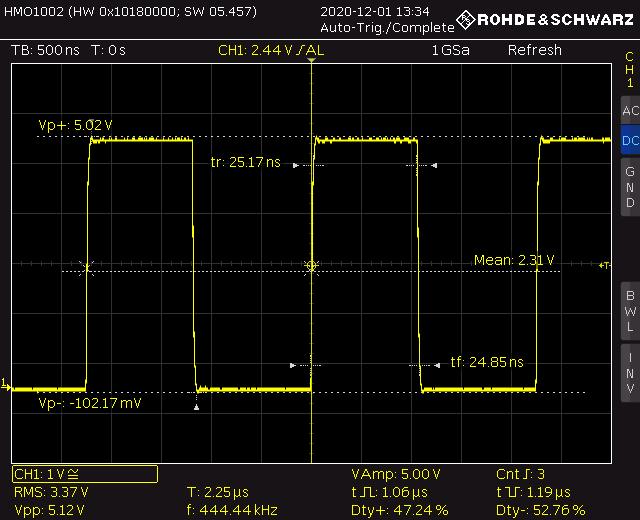 HMO1002 (HW 0x10180000; SW 05.457)
2020-12-01 13:34
Auto-Trig./Complete
ROHDE&SCHWARZ
TB: 500 ns T: 0 s
CH1: 2.44 V AL
1 GSa
Refresh
CH1
AC
DC
GND
BWL
INV
Vp+: 5.02 V
tr: 25.17 ns
Mean: 2.31 V
T
tf: 24.85 ns
1
Vp-: -102.17 mV
CH1: 1 V
VAmp: 5.00 V
Cnt: 3
RMS: 3.37 V
T: 2.25 µs
t: 1.06 µs
t: 1.19 µs
Vpp: 5.12 V
f: 444.44 kHz
Dty+: 47.24 %
Dty-: 52.76 %